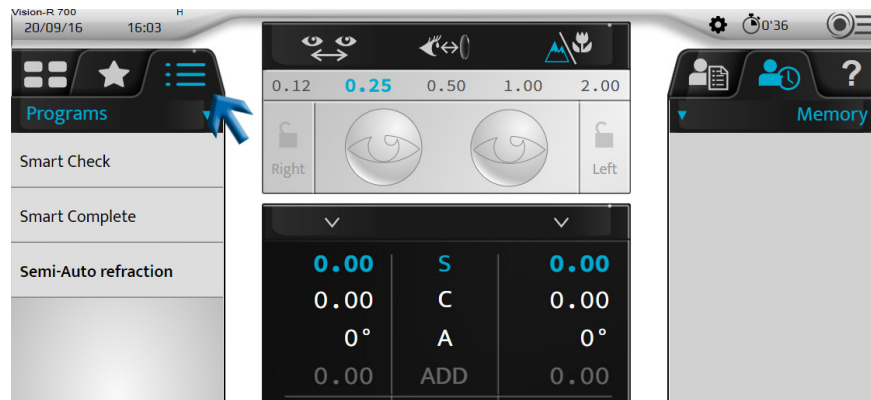 Vision-R 700
H
20/09/16 16:03
0'36
0.12 0.25 0.50 1.00 2.00
Programs
Memory
?
Smart Check
Right
Left
Smart Complete
Semi-Auto refraction
0.00 S 0.00
0.00 C 0.00
0° A 0°
0.00 ADD 0.00